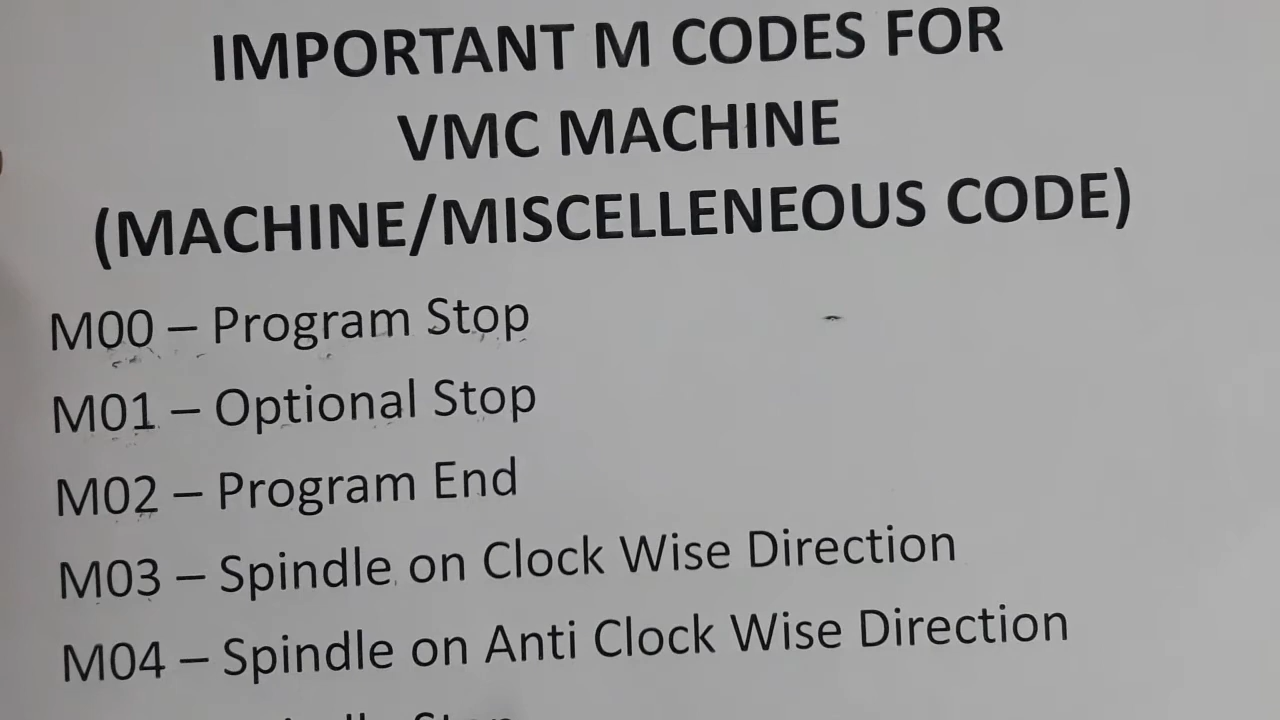 IMPORTANT M CODES FOR
VMC MACHINE
(MACHINE/MISCELLENEOUS CODE)
M00 – Program Stop
M01 – Optional Stop
M02 – Program End
M03 – Spindle on Clock Wise Direction
M04 – Spindle on Anti Clock Wise Direction
Stop